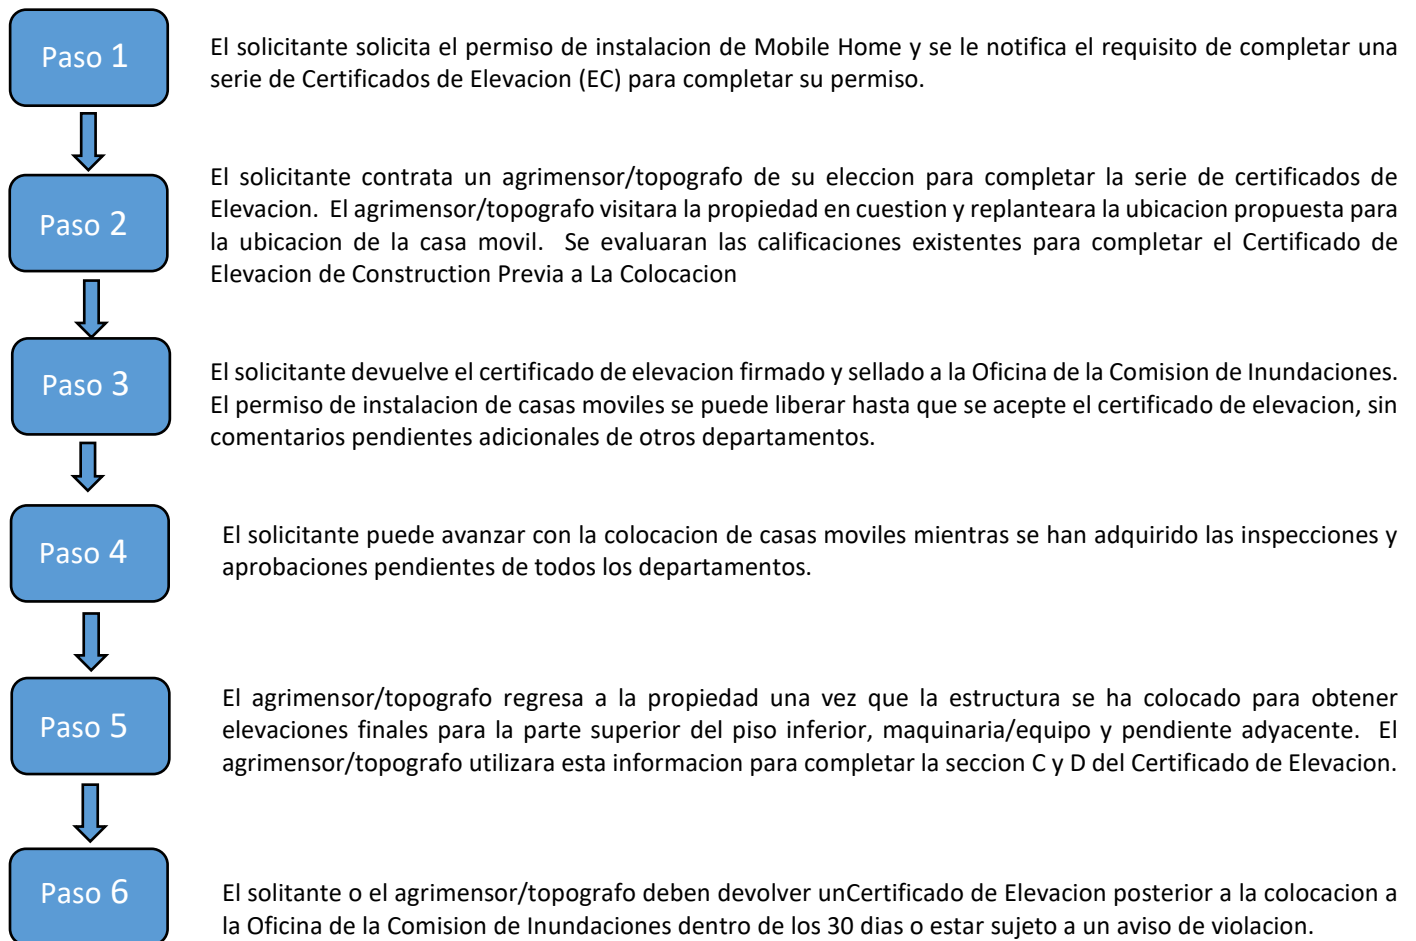 Paso 1
El solicitante solicita el permiso de instalacion de Mobile Home y se le notifica el requisito de completar una
serie de Certificados de Elevacion (EC) para completar su permiso.
Paso 2
El solicitante contrata un agrimensor/topografo de su eleccion para completar la serie de certificados de
Elevacion. El agrimensor/topografo visitara la propiedad en cuestion y replanteara la ubicacion propuesta para
la ubicacion de la casa movil. Se evaluaran las calificaciones existentes para completar el Certificado de
Elevacion de Construction Previa a La Colocacion
Paso 3
El solicitante devuelve el certificado de elevacion firmado y sellado a la Oficina de la Comision de Inundaciones.
El permiso de instalacion de casas moviles se puede liberar hasta que se acepte el certificado de elevacion, sin
comentarios pendientes adicionales de otros departamentos.
Paso 4
El solicitante puede avanzar con la colocacion de casas moviles mientras se han adquirido las inspecciones y
aprobaciones pendientes de todos los departamentos.
Paso 5
El agrimensor/topografo regresa a la propiedad una vez que la estructura se ha colocado para obtener
elevaciones finales para la parte superior del piso inferior, maquinaria/equipo y pendiente adyacente. El
agrimensor/topografo utilizara esta informacion para completar la seccion C y D del Certificado de Elevacion.
Paso 6
El solitante o el agrimensor/topografo deben devolver unCertificado de Elevacion posterior a la colocacion a
la Oficina de la Comision de Inundaciones dentro de los 30 dias o estar sujeto a un aviso de violacion.